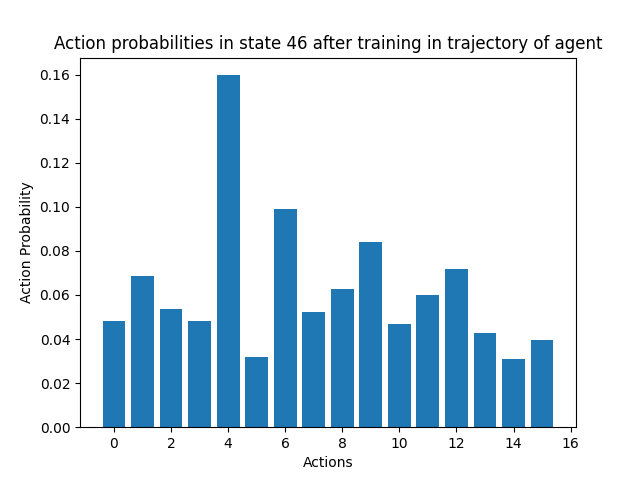 Action probabilities in state 46 after training in trajectory of agent
0.16
0.14
0.12
0.10
0.08
0.06
0.04
0.02
0.00
Action Probability
0 2 4 6 8 10 12 14 16
Actions